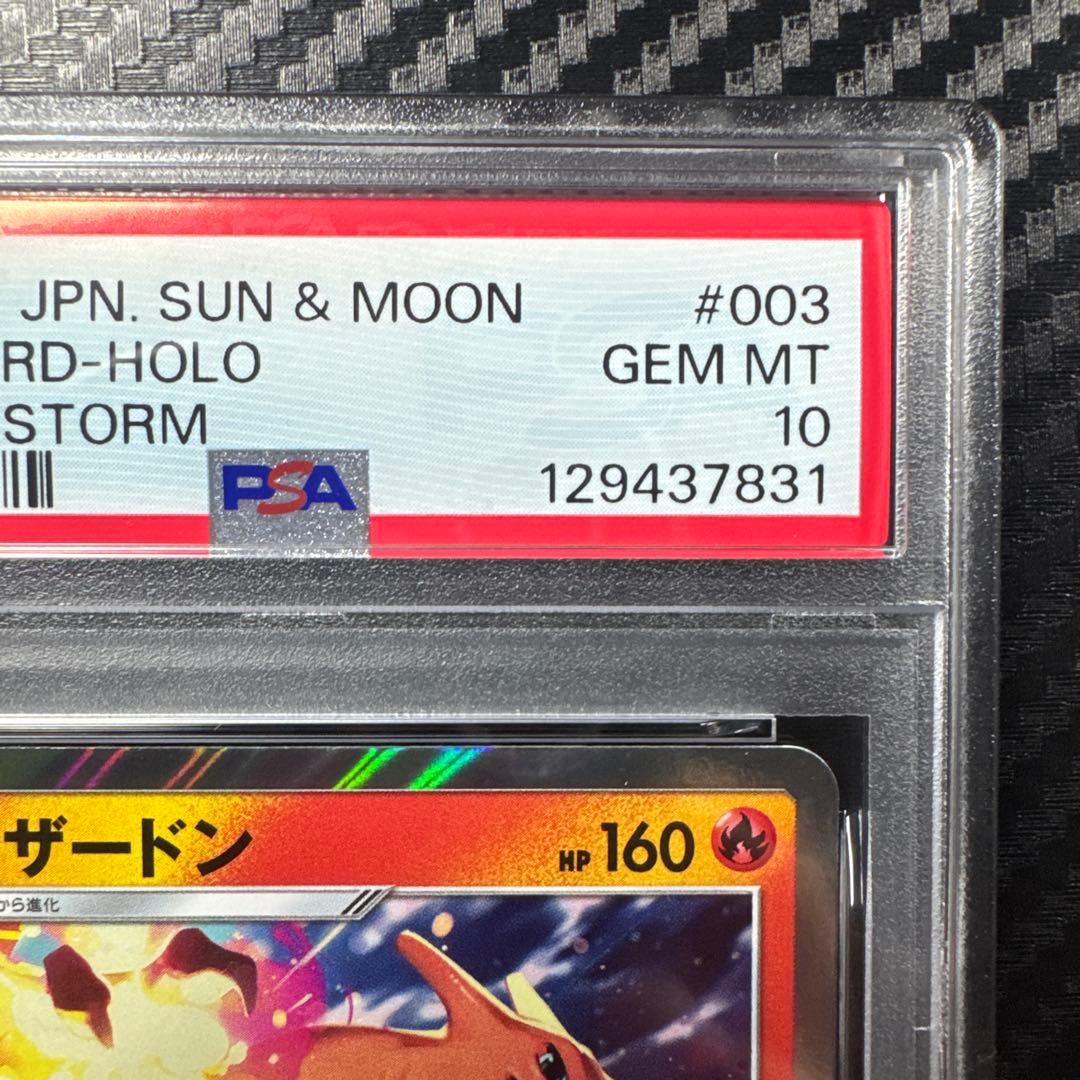 JPN. SUN & MOON #003
RD-HOLO GEM MT
STORM 10
PSA 129437831
ザードン HP 160
から進化